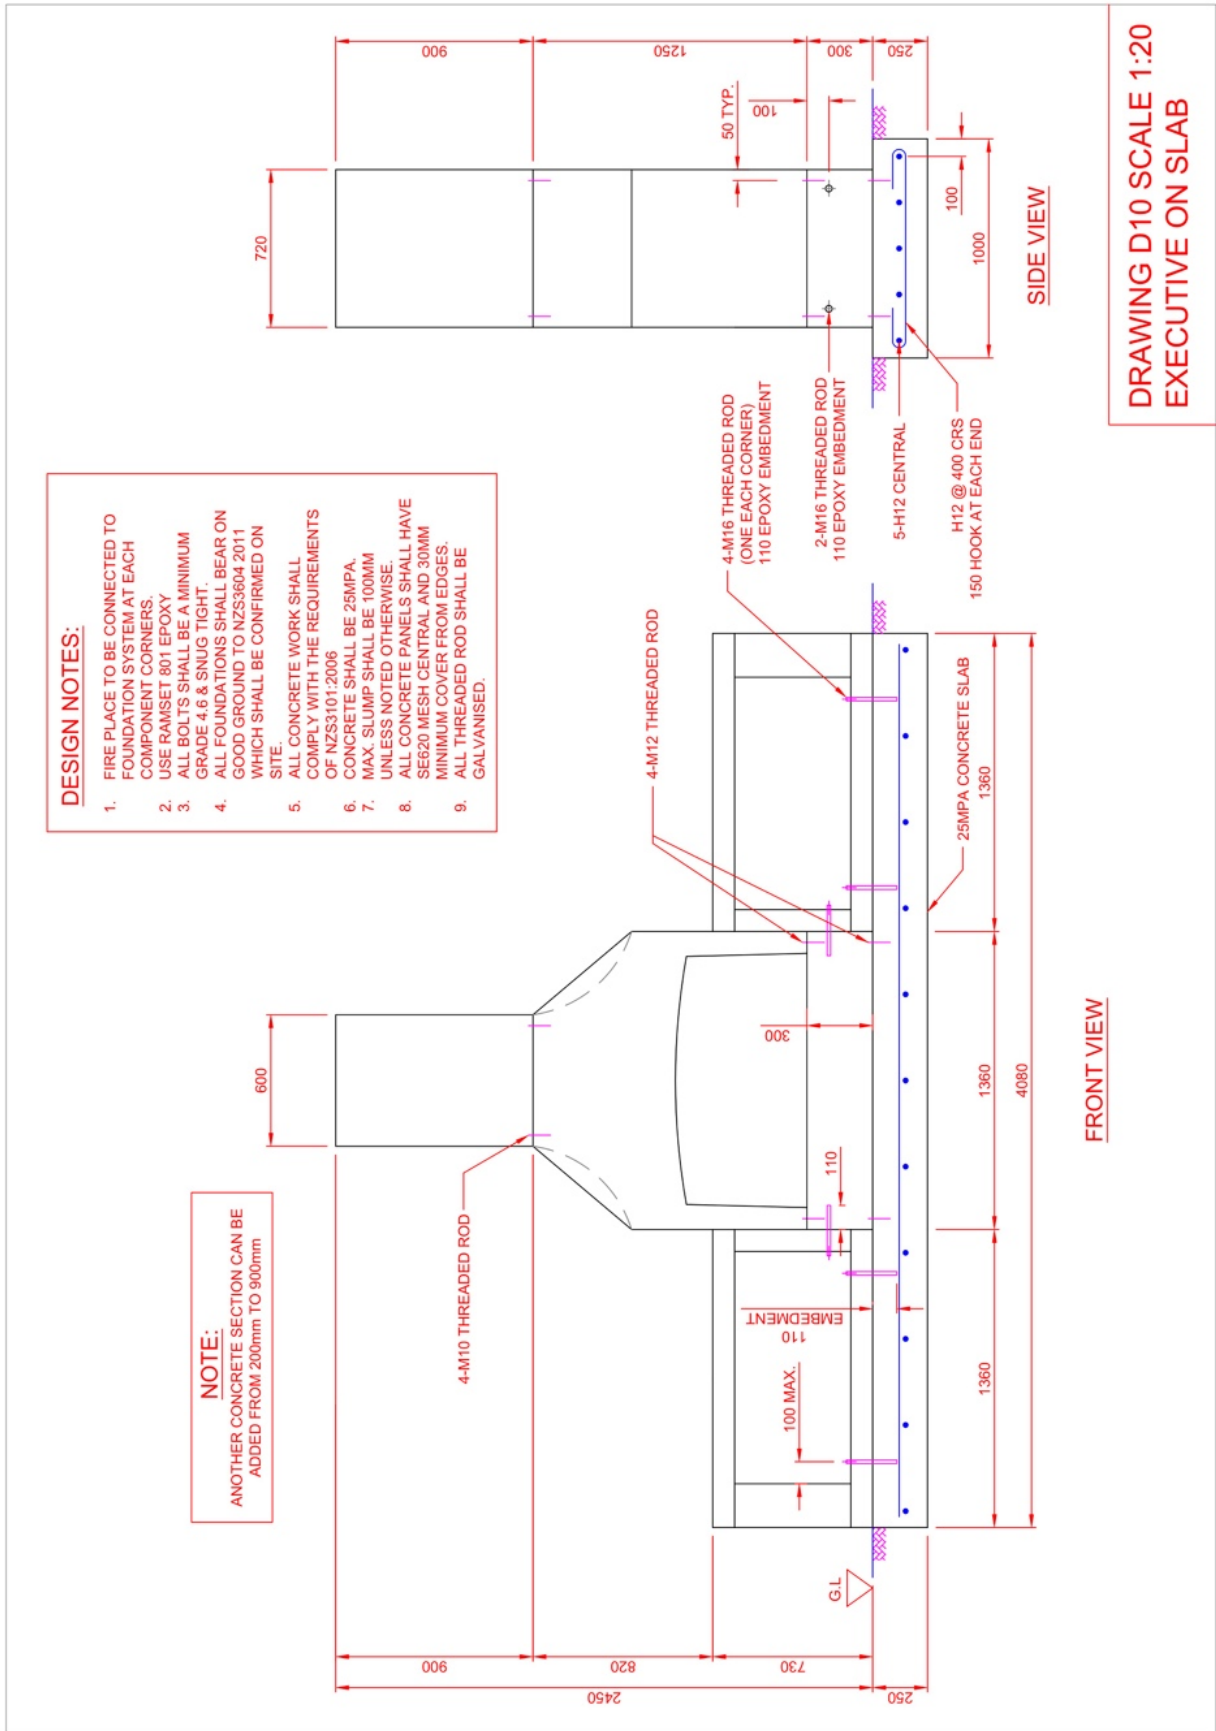 NOTE:
ANOTHER CONCRETE SECTION CAN BE
ADDED FROM 200mm TO 900mm
DESIGN NOTES:
1. FIRE PLACE TO BE CONNECTED TO
FOUNDATION SYSTEM AT EACH
COMPONENT CORNERS.
2. USE RAMSET 801 EPOXY
3. ALL BOLTS SHALL BE A MINIMUM
GRADE 4.6 & SNUG TIGHT.
4. ALL FOUNDATIONS SHALL BEAR ON
GOOD GROUND TO NZS3604 2011
WHICH SHALL BE CONFIRMED ON
SITE.
5. ALL CONCRETE WORK SHALL
COMPLY WITH THE REQUIREMENTS
OF NZS3101:2006
6. CONCRETE SHALL BE 25MPA.
7. MAX. SLUMP SHALL BE 100MM
UNLESS NOTED OTHERWISE.
8. ALL CONCRETE PANELS SHALL HAVE
SE620 MESH CENTRAL AND 30MM
MINIMUM COVER FROM EDGES.
9. ALL THREADED ROD SHALL BE
GALVANISED.
600
900
820
730
2450
250
4-M10 THREADED ROD
4-M12 THREADED ROD
100 MAX.
110
EMBEDMENT
110
300
G.L
4-M16 THREADED ROD
(ONE EACH CORNER)
110 EPOXY EMBEDMENT
25MPA CONCRETE SLAB
1360
1360
1360
4080
FRONT VIEW
720
900
1250
300
250
50 TYP.
100
2-M16 THREADED ROD
110 EPOXY EMBEDMENT
5-H12 CENTRAL
H12 @ 400 CRS
150 HOOK AT EACH END
100
1000
SIDE VIEW
DRAWING D10 SCALE 1:20
EXECUTIVE ON SLAB